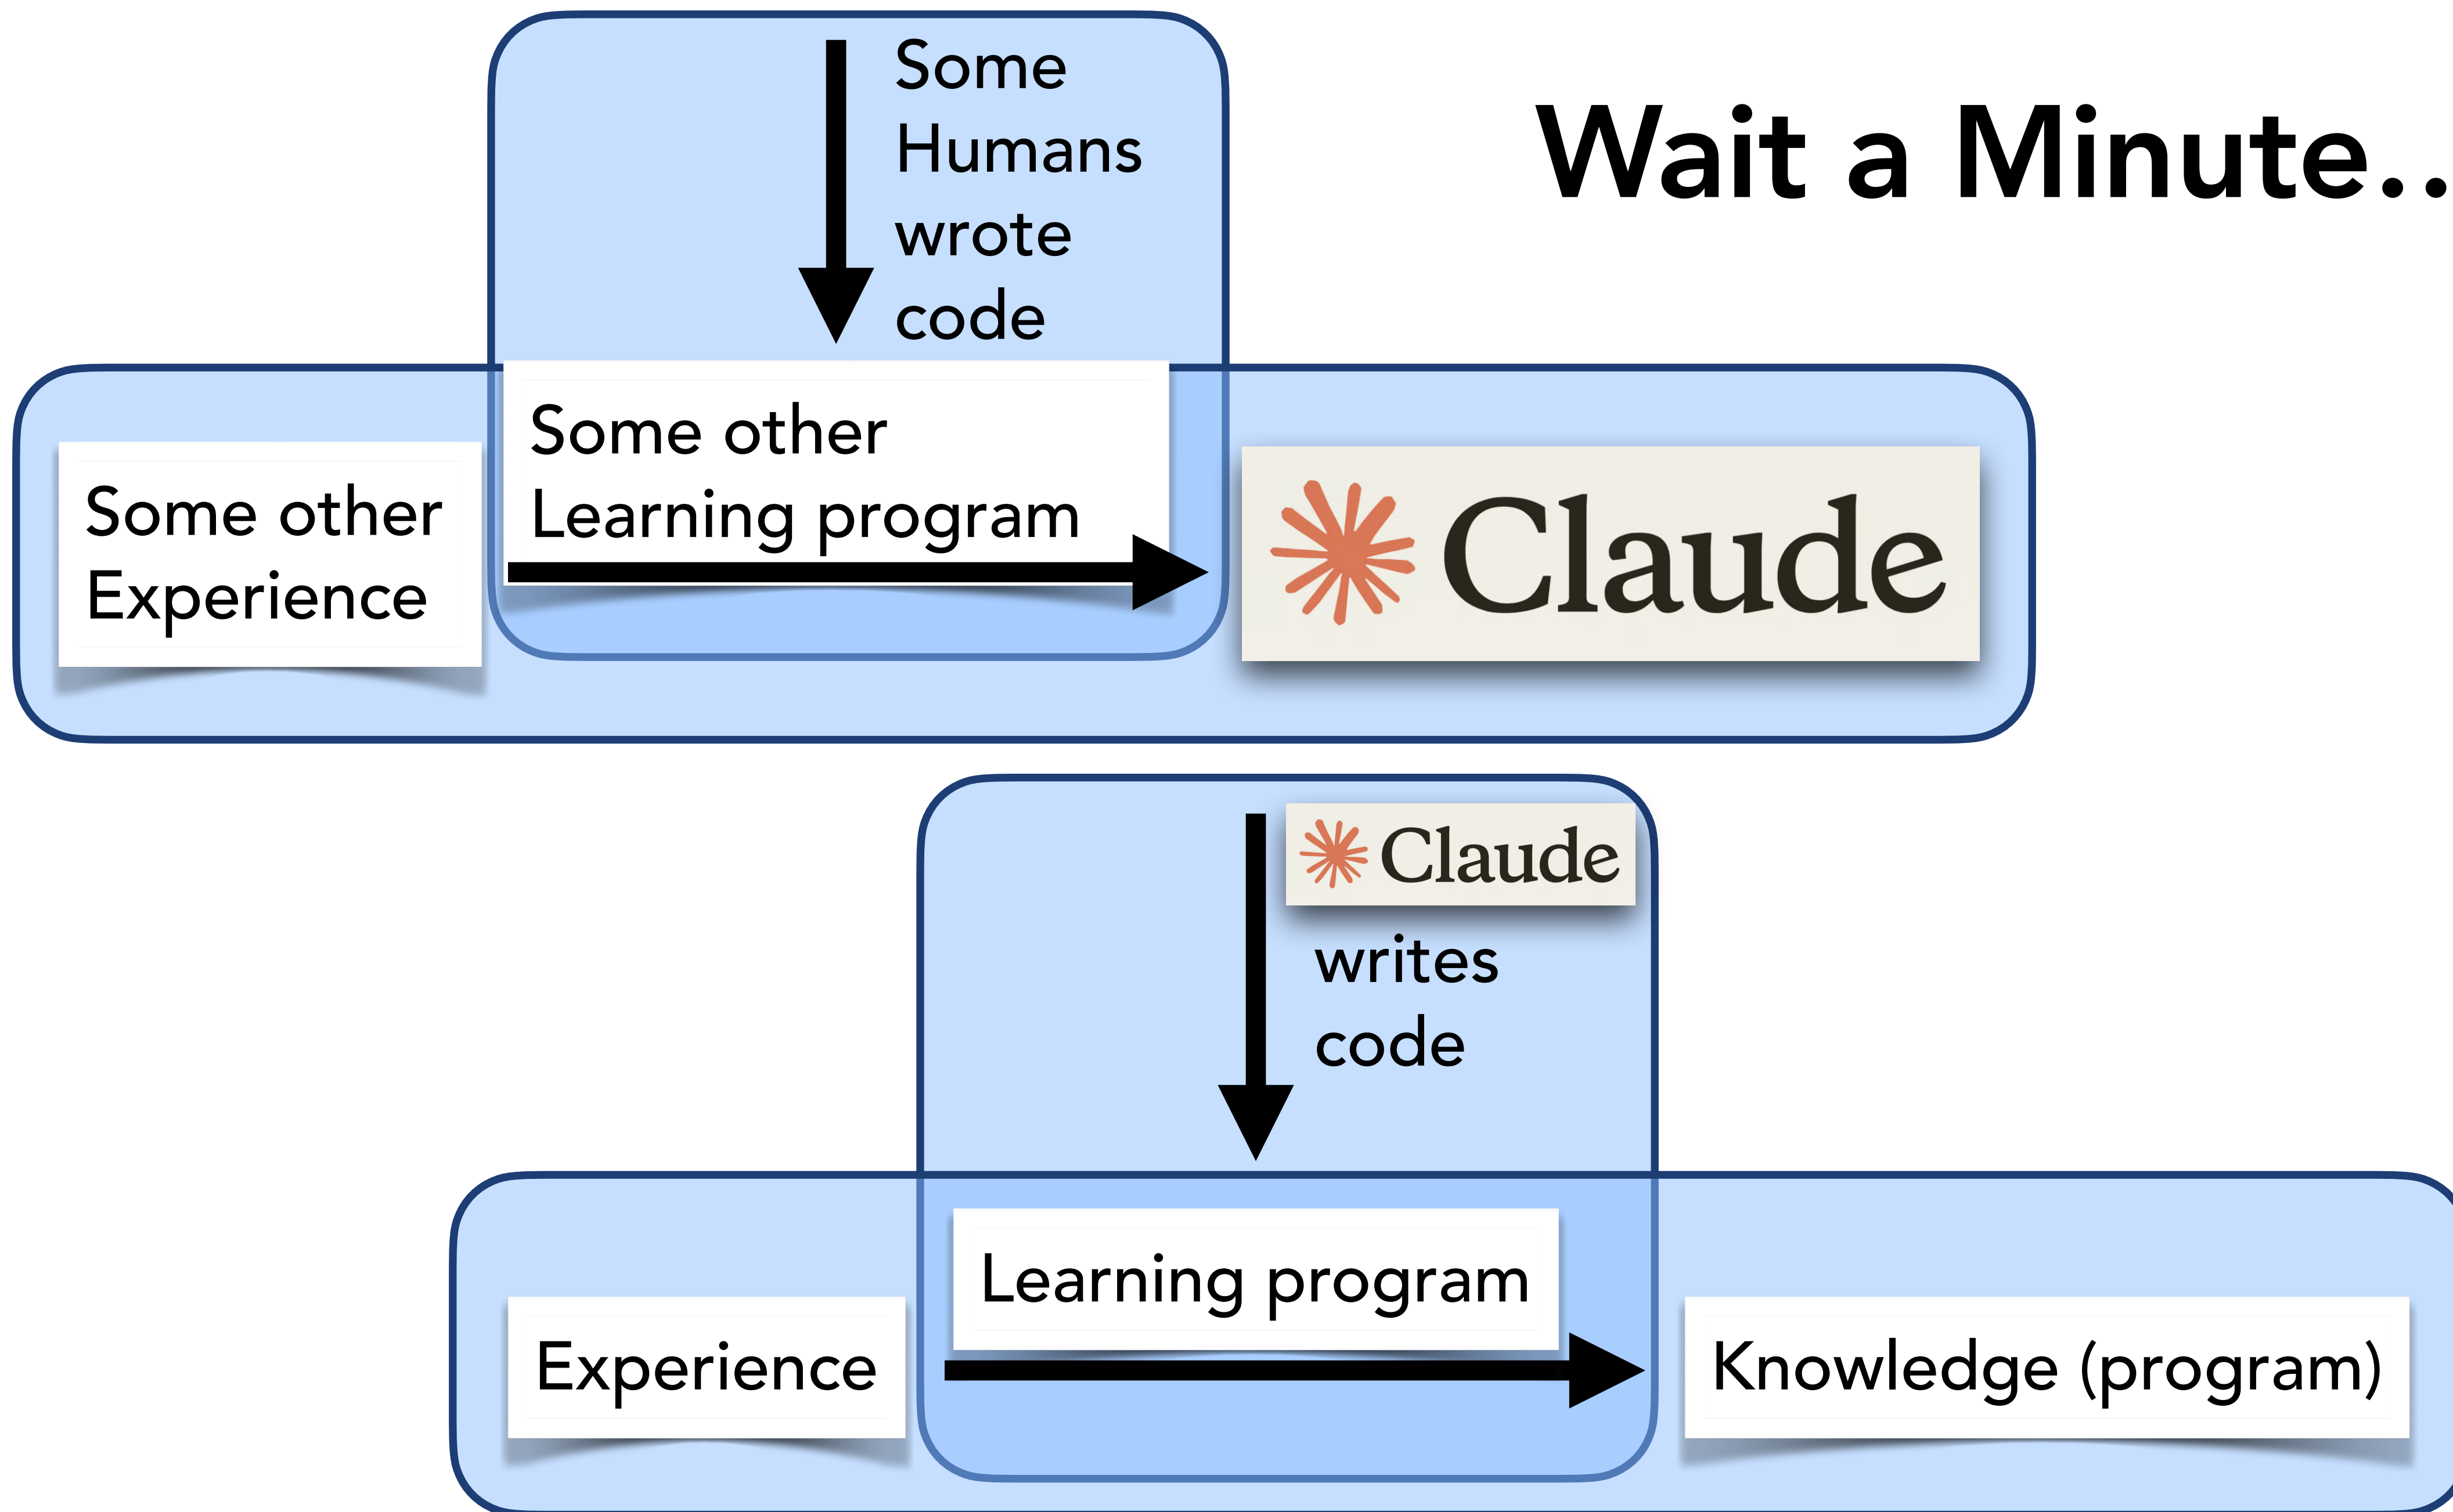 Some
Humans
wrote
code
Wait a Minute..
Some other
Experience
Some other
Learning program
Claude
Claude
writes
code
Learning program
Experience
Knowledge (program)